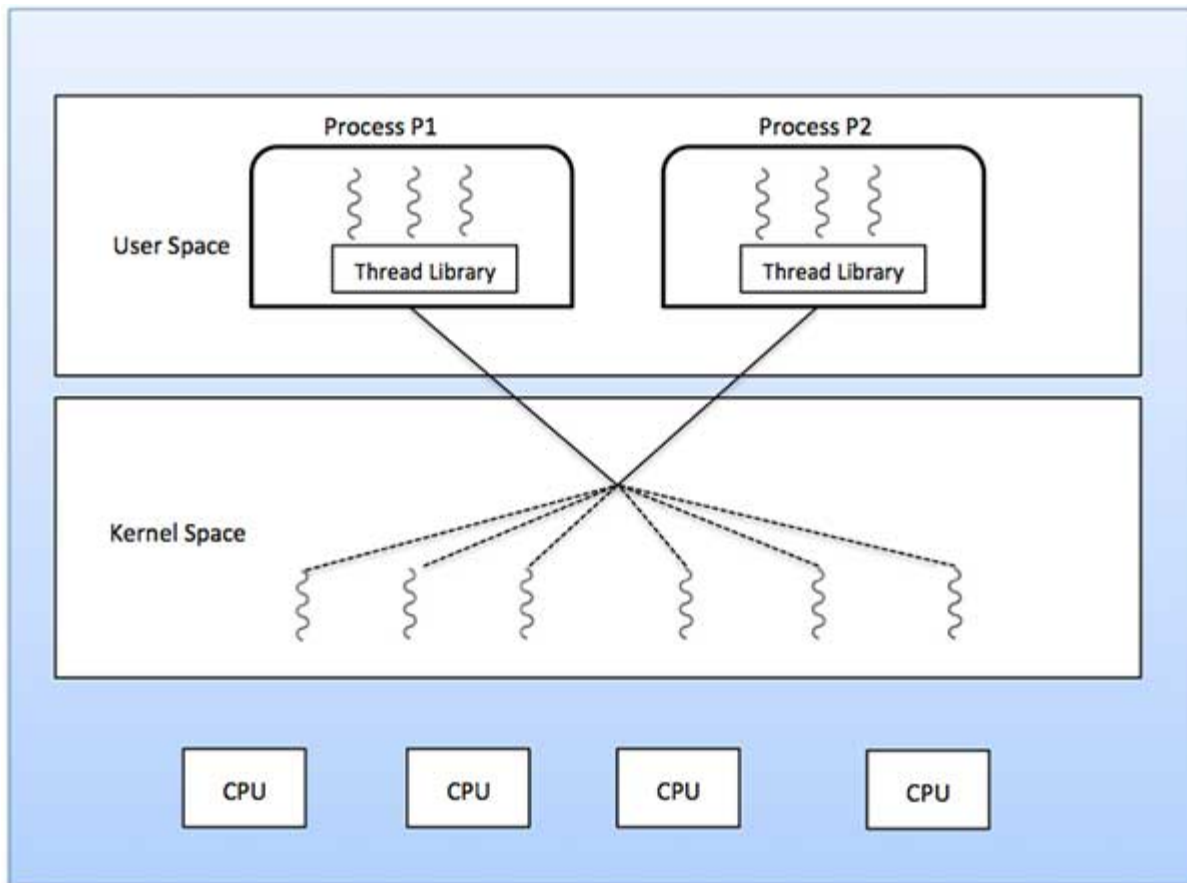 Process P1
Process P2
User Space
Thread Library
Thread Library
Kernel Space
CPU
CPU
CPU
CPU